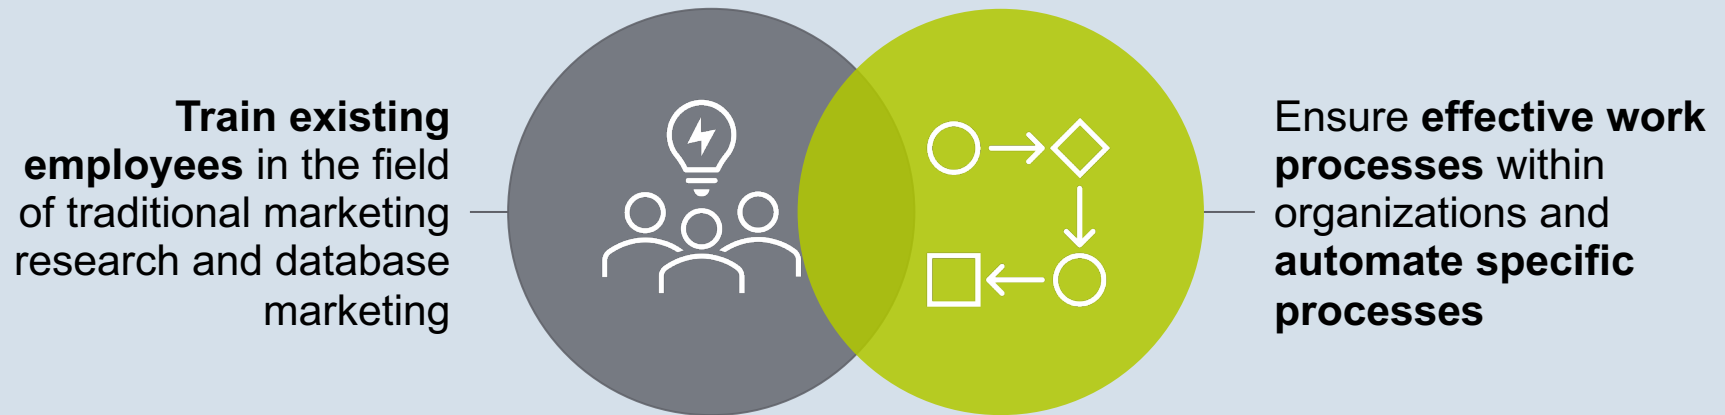 Train existing
employees in the field
of traditional marketing
research and database
marketing
Ensure effective work
processes within
organizations and
automate specific
processes